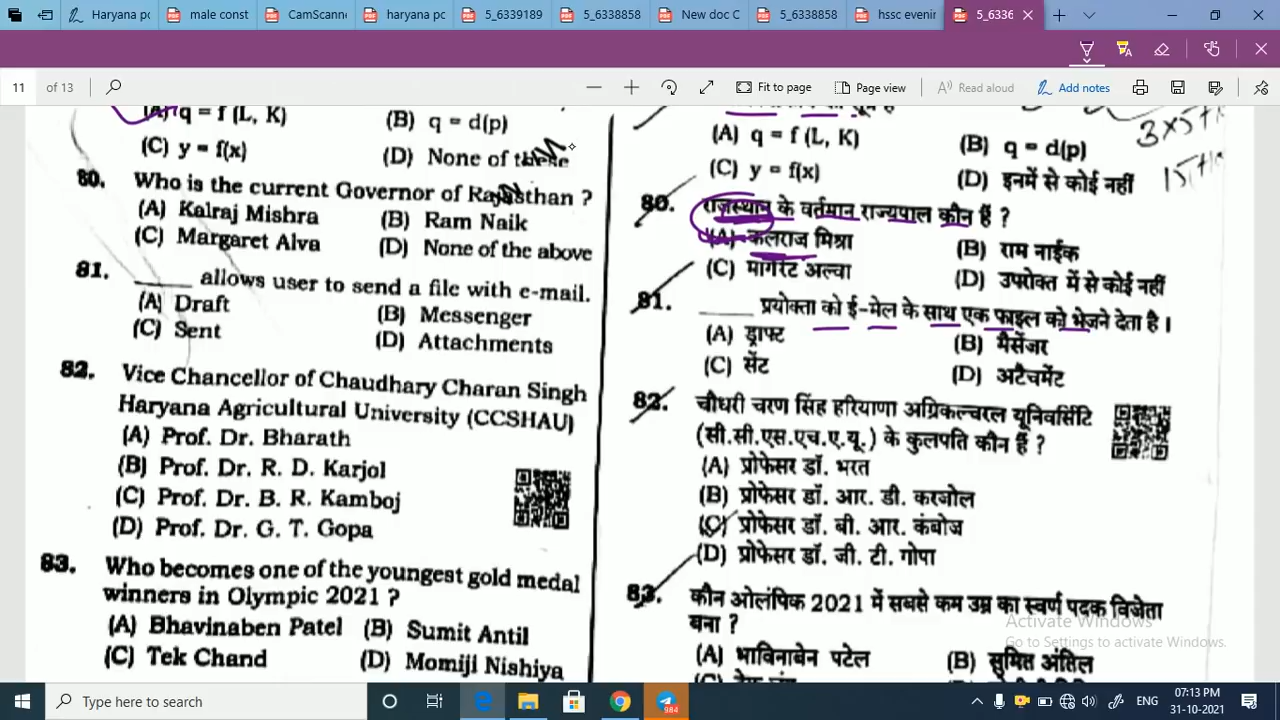 Haryana pc
male const
CamScanne
haryana pc
5_6339189
5_6338858
New doc C
5_6338858
hssc evenir
5_6336
11 of 13
Fit to page
Page view
Read aloud
Add notes
(A) q = f (L, K)
(B) q = d(p)
(C) y = f(x)
(D) None of these
80. Who is the current Governor of Rajasthan ?
(A) Kalraj Mishra
(B) Ram Naik
(C) Margaret Alva
(D) None of the above
81. _____ allows user to send a file with e-mail.
(A) Draft
(B) Messenger
(C) Sent
(D) Attachments
82. Vice Chancellor of Chaudhary Charan Singh
Haryana Agricultural University (CCSHAU)
(A) Prof. Dr. Bharath
(B) Prof. Dr. R. D. Karjol
(C) Prof. Dr. B. R. Kamboj
(D) Prof. Dr. G. T. Gopa
83. Who becomes one of the youngest gold medal
winners in Olympic 2021 ?
(A) Bhavinaben Patel
(B) Sumit Antil
(C) Tek Chand
(D) Momiji Nishiya
(A) q = f (L, K)
(B) q = d(p)
(C) y = f(x)
(D) इनमें से कोई नहीं
80. राजस्थान के वर्तमान राज्यपाल कौन हैं ?
(A) कलराज मिश्रा
(B) राम नाईक
(C) मार्गरेट अल्वा
(D) उपरोक्त में से कोई नहीं
81. _____ प्रयोक्ता को ई-मेल के साथ एक फाइल को भेजने देता है ।
(A) ड्राफ्ट
(B) मैसेंजर
(C) सेंट
(D) अटैचमेंट
82. चौधरी चरण सिंह हरियाणा अग्रिकल्चरल यूनिवर्सिटि
(सी.सी.एस.एच.ए.यू.) के कुलपति कौन हैं ?
(A) प्रोफेसर डॉ. भरत
(B) प्रोफेसर डॉ. आर. डी. करजोल
(C) प्रोफेसर डॉ. बी. आर. कंबोज
(D) प्रोफेसर डॉ. जी. टी. गोपा
83. कौन ओलंपिक 2021 में सबसे कम उम्र का स्वर्ण पदक विजेता
बना ?
(A) भाविनाबेन पटेल
(B) सुमित अंतिल
Activate Windows
Go to Settings to activate Windows.
Type here to search
984
ENG
07:13 PM
31-10-2021